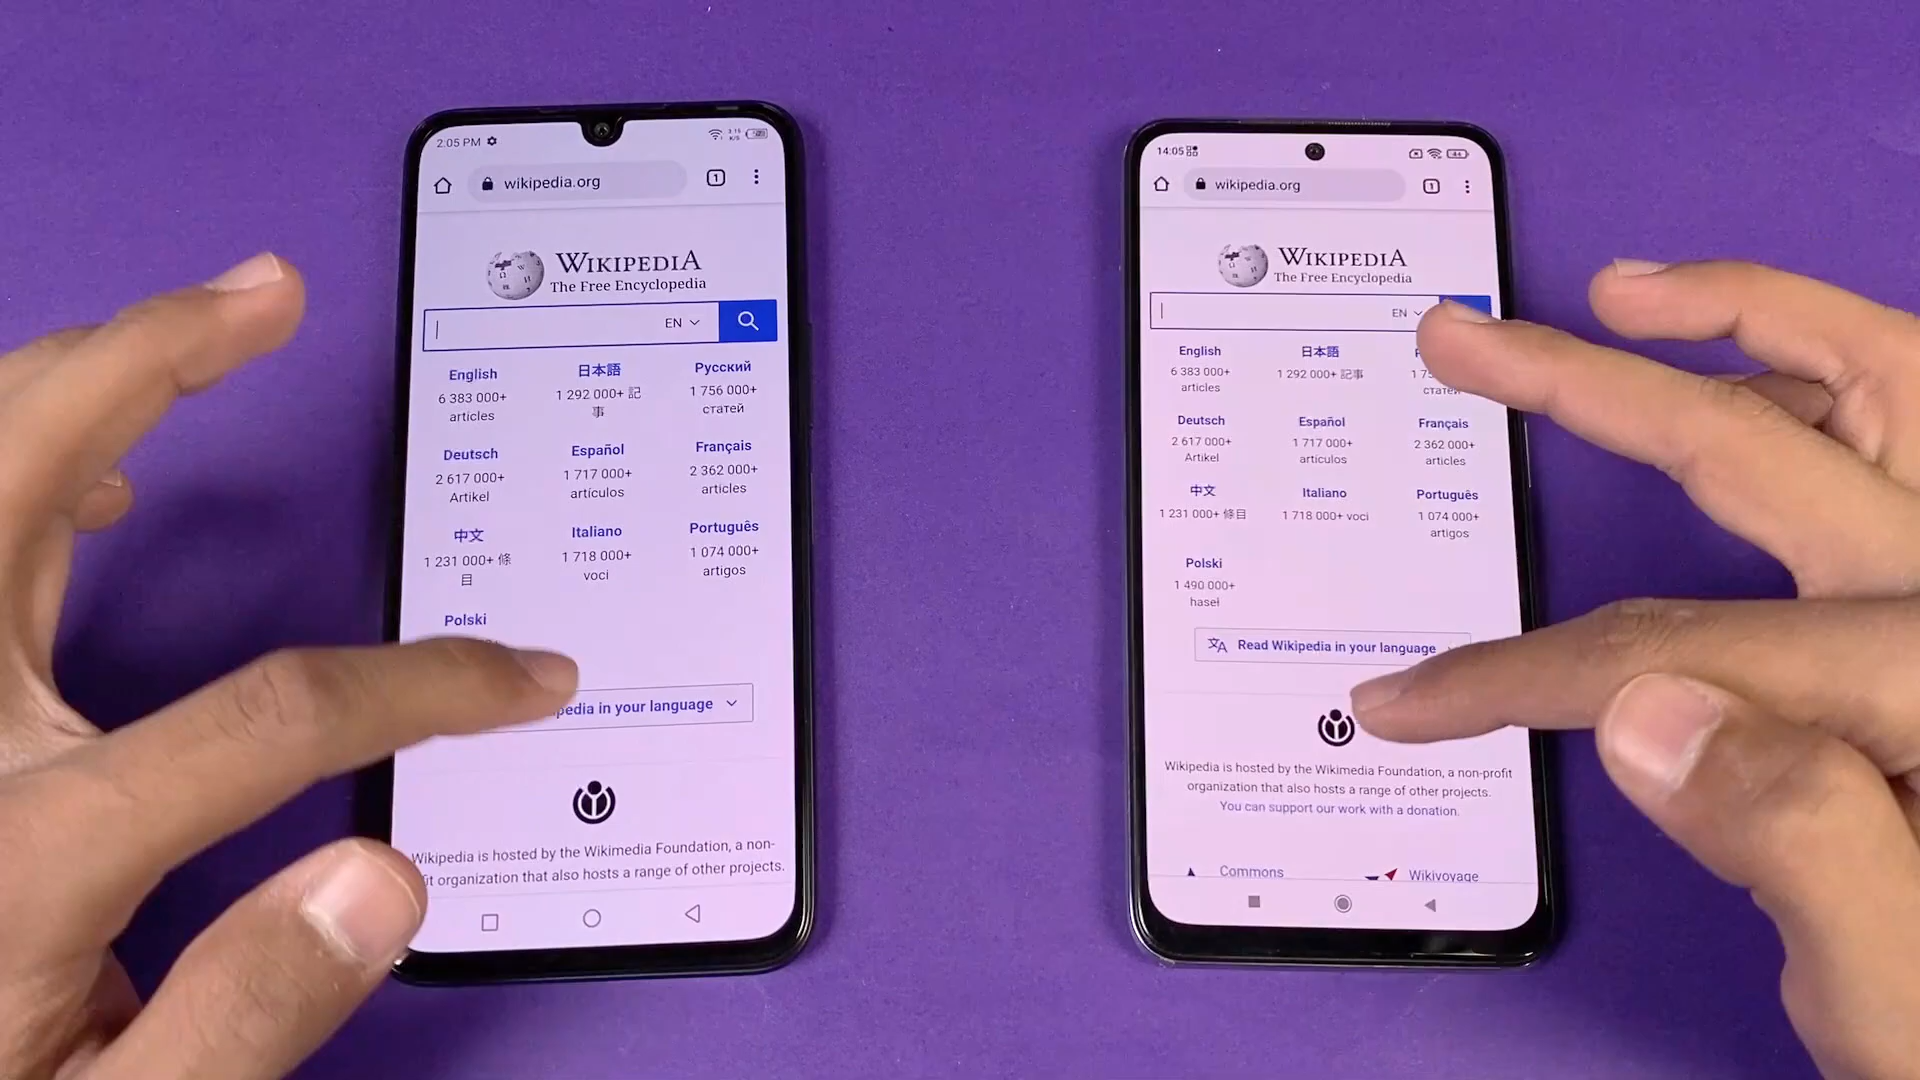 2:05 PM
wikipedia.org
1
WIKIPEDIA
The Free Encyclopedia
EN
English
6 383 000+
articles
日本語
1 292 000+ 記
事
Русский
1 756 000+
статей
Deutsch
2 617 000+
Artikel
Español
1 717 000+
artículos
Français
2 362 000+
articles
中文
1 231 000+ 條
目
Italiano
1 718 000+
voci
Português
1 074 000+
artigos
Polski
in your language
Wikipedia is hosted by the Wikimedia Foundation, a non-
organization that also hosts a range of other projects.
14:05
wikipedia.org
1
WIKIPEDIA
The Free Encyclopedia
EN
English
6 383 000+
articles
日本語
1 292 000+ 記事
статей
Deutsch
2 617 000+
Artikel
Español
1 717 000+
artículos
Français
2 362 000+
articles
中文
1 231 000+ 條目
Italiano
1 718 000+ voci
Português
1 074 000+
artigos
Polski
1 490 000+
haseł
Read Wikipedia in your language
Wikipedia is hosted by the Wikimedia Foundation, a non-profit
organization that also hosts a range of other projects.
You can support our work with a donation.
Commons
Wikivoyage